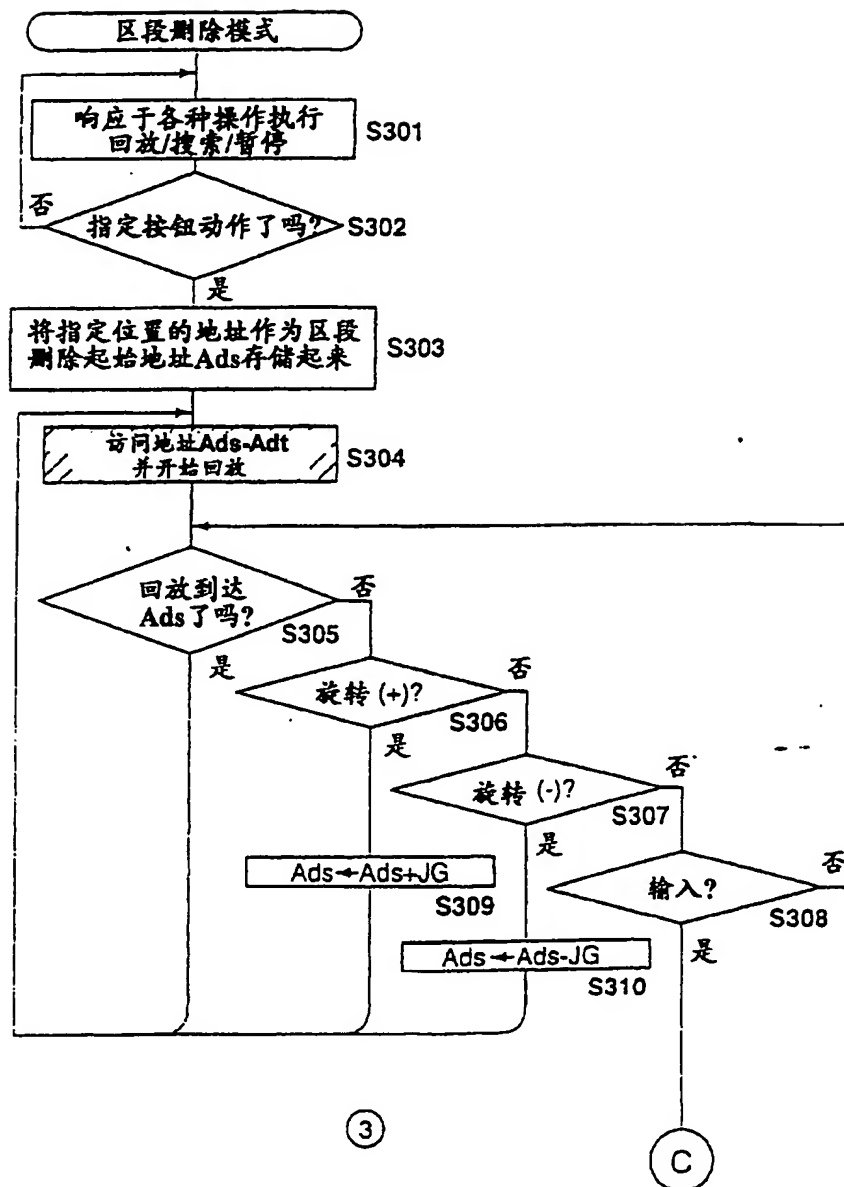 区段删除模式
响应于各种操作执行
回放/搜索/暂停
S301
否
指定按钮动作了吗?
S302
是
将指定位置的地址作为区段
删除起始地址Ads存储起来
S303
访问地址Ads-Adt
并开始回放
S304
回放到达
Ads了吗?
否
S305
是
旋转 (+)?
否
S306
是
旋转 (-)?
否
S307
是
输入?
否
S308
是
Ads←Ads+JG
S309
Ads←Ads-JG
S310
3
C